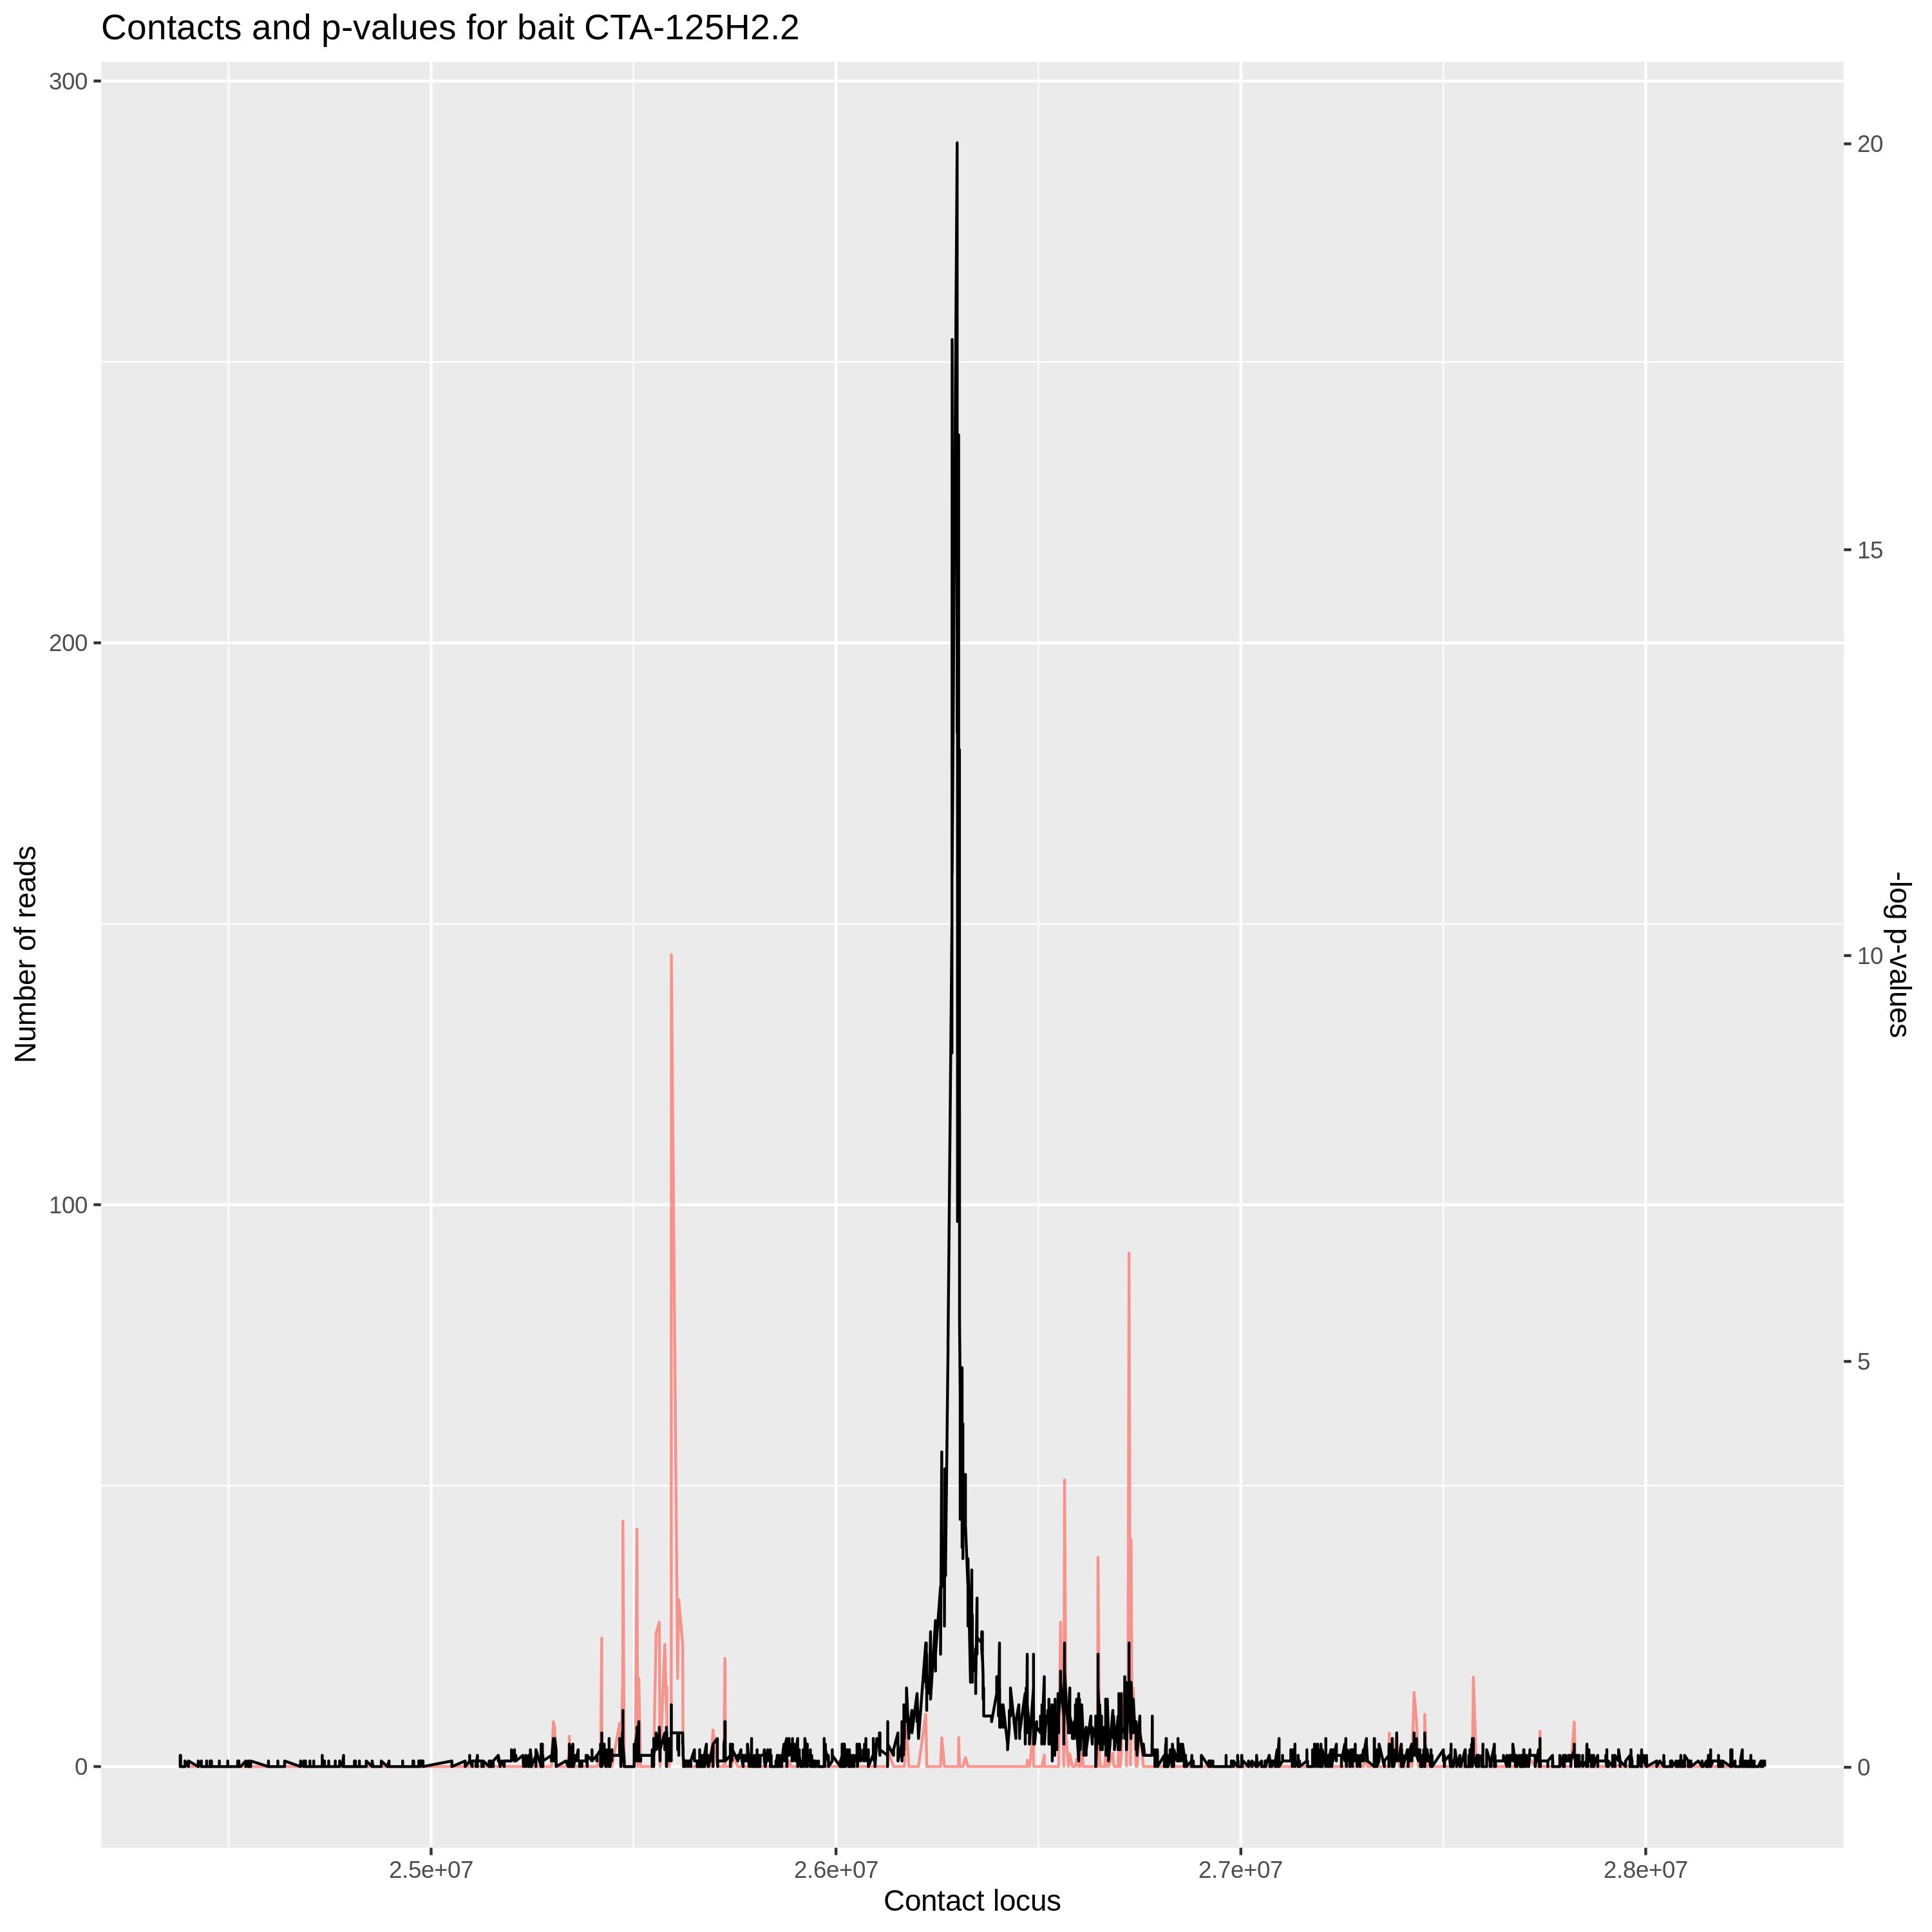 Contacts and p-values for bait CTA-125H2.2
300
200
100
0
Number of reads
20
15
10
5
0
-log p-values
2.5e+07
2.6e+07
2.7e+07
2.8e+07
Contact locus